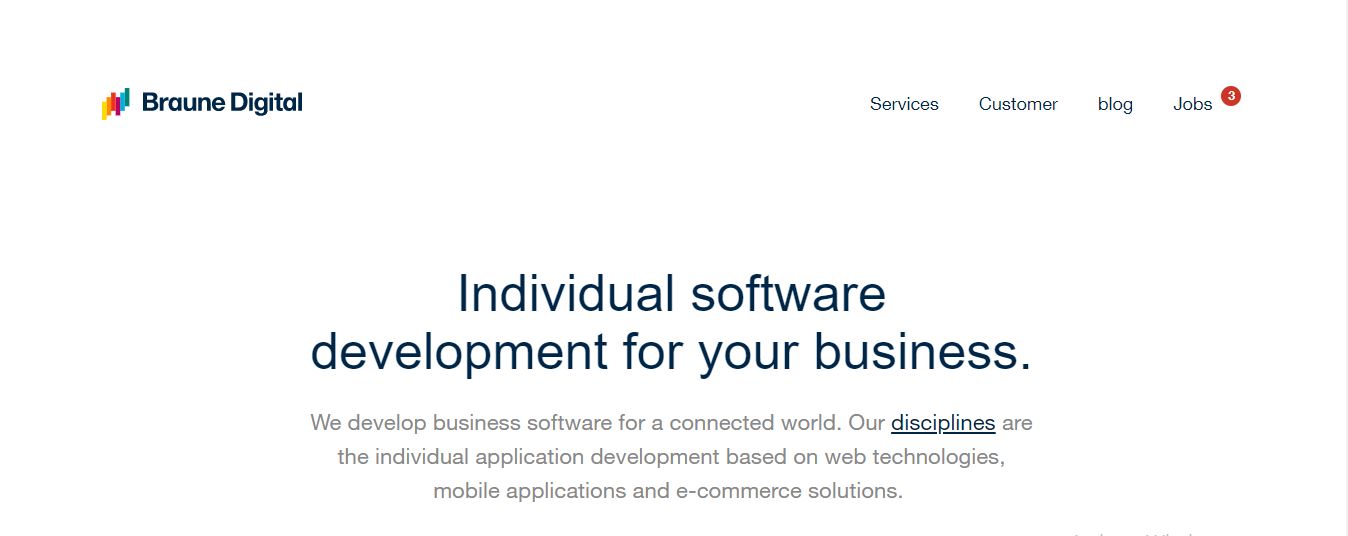 Braune Digital
Services Customer blog Jobs 3
Individual software
development for your business.
We develop business software for a connected world. Our disciplines are
the individual application development based on web technologies,
mobile applications and e-commerce solutions.